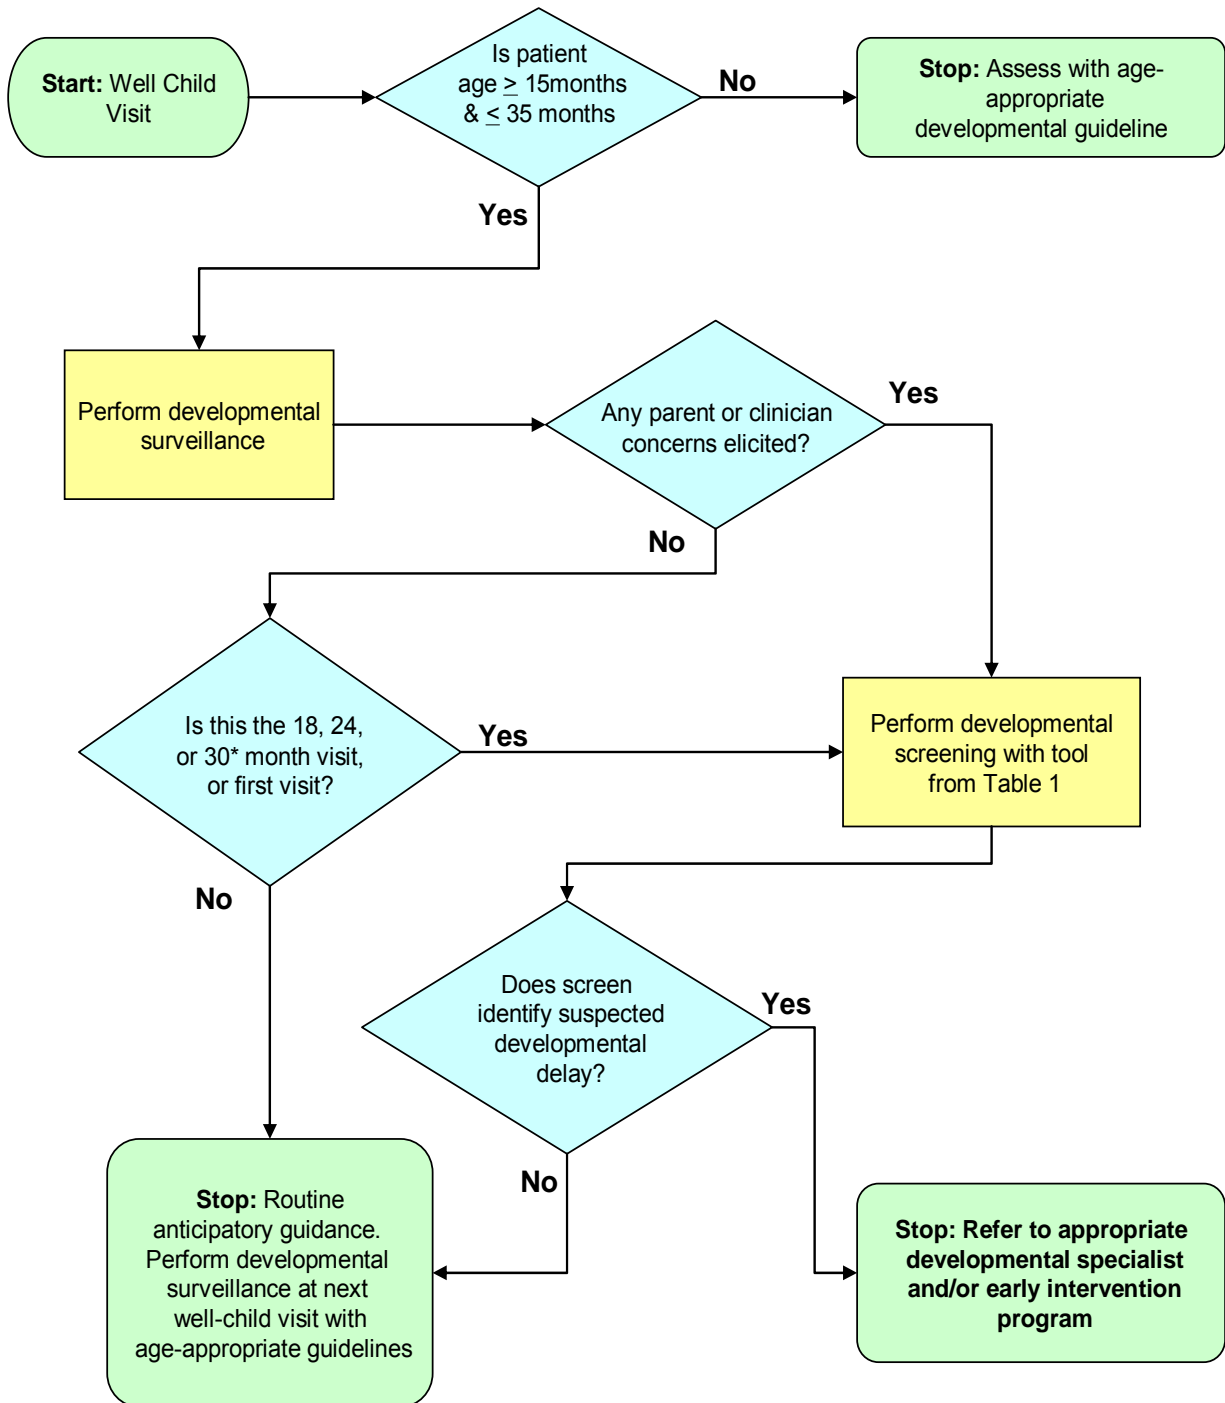 Start: Well Child
Visit
Is patient
age ≥ 15months
& ≤ 35 months
No
Stop: Assess with age-
appropriate
developmental guideline
Yes
Perform developmental
surveillance
Any parent or clinician
concerns elicited?
Yes
No
Is this the 18, 24,
or 30* month visit,
or first visit?
Yes
Perform developmental
screening with tool
from Table 1
No
Does screen
identify suspected
developmental
delay?
Yes
No
Stop: Routine
anticipatory guidance.
Perform developmental
surveillance at next
well-child visit with
age-appropriate guidelines
Stop: Refer to appropriate
developmental specialist
and/or early intervention
program